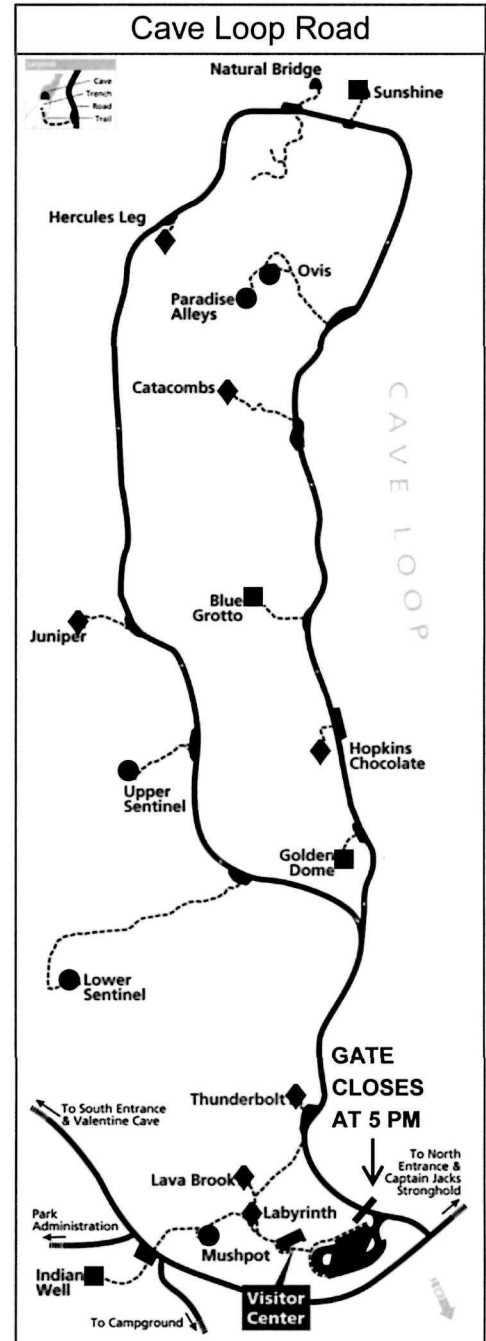 Cave Loop Road
Legend
Cave
Trench
Road
Trail
Natural Bridge
Sunshine
Hercules Leg
Ovis
Paradise
Alleys
Catacombs
CAVE LOOP
Blue
Grotto
Juniper
Hopkins
Chocolate
Upper
Sentinel
Golden
Dome
Lower
Sentinel
GATE
CLOSES
AT 5 PM
Thunderbolt
To South Entrance
& Valentine Cave
To North
Entrance &
Captain Jacks
Stronghold
Lava Brook
Labyrinth
Park
Administration
Mushpot
Indian
Well
Visitor
Center
To Campground